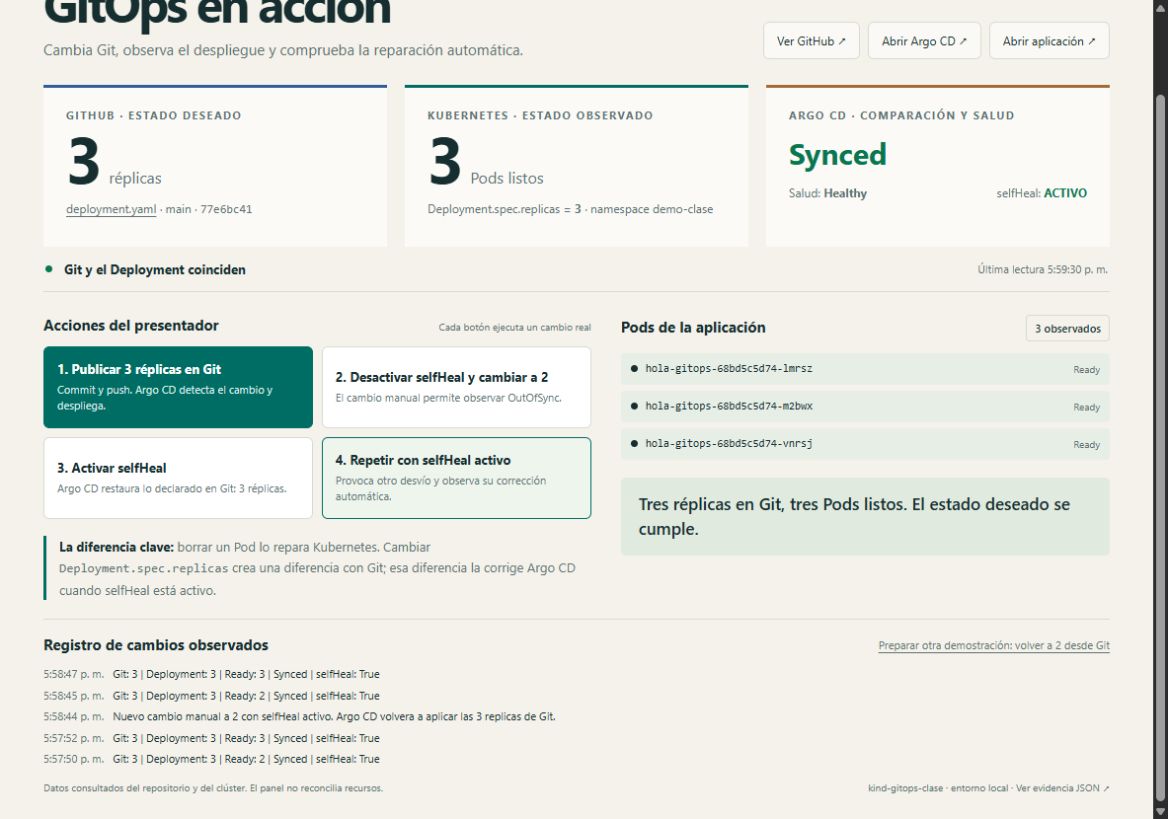 GitOps en acción
Cambia Git, observa el despliegue y comprueba la reparación automática.
Ver GitHub ↗
Abrir Argo CD ↗
Abrir aplicación ↗
GITHUB · ESTADO DESEADO
3 réplicas
deployment.yaml · main · 77e6bc41
KUBERNETES · ESTADO OBSERVADO
3 Pods listos
Deployment.spec.replicas = 3 · namespace demo-clase
ARGO CD · COMPARACIÓN Y SALUD
Synced
Salud: Healthy
selfHeal: ACTIVO
Git y el Deployment coinciden
Última lectura 5:59:30 p. m.
Acciones del presentador
Cada botón ejecuta un cambio real
1. Publicar 3 réplicas en Git
Commit y push. Argo CD detecta el cambio y
despliega.
2. Desactivar selfHeal y cambiar a 2
El cambio manual permite observar OutOfSync.
3. Activar selfHeal
Argo CD restaura lo declarado en Git: 3 réplicas.
4. Repetir con selfHeal activo
Provoca otro desvío y observa su corrección
automática.
La diferencia clave: borrar un Pod lo repara Kubernetes. Cambiar
Deployment.spec.replicas crea una diferencia con Git; esa diferencia la corrige Argo CD
cuando selfHeal está activo.
Pods de la aplicación
3 observados
hola-gitops-68bd5c5d74-lmrsz Ready
hola-gitops-68bd5c5d74-m2bwx Ready
hola-gitops-68bd5c5d74-vnrsj Ready
Tres réplicas en Git, tres Pods listos. El estado deseado se
cumple.
Registro de cambios observados
Preparar otra demostración: volver a 2 desde Git
5:58:47 p. m. Git: 3 | Deployment: 3 | Ready: 3 | Synced | selfHeal: True
5:58:45 p. m. Git: 3 | Deployment: 3 | Ready: 2 | Synced | selfHeal: True
5:58:44 p. m. Nuevo cambio manual a 2 con selfHeal activo. Argo CD volvera a aplicar las 3 replicas de Git.
5:57:52 p. m. Git: 3 | Deployment: 3 | Ready: 3 | Synced | selfHeal: True
5:57:50 p. m. Git: 3 | Deployment: 3 | Ready: 2 | Synced | selfHeal: True
Datos consultados del repositorio y del clúster. El panel no reconcilia recursos.
kind-gitops-clase · entorno local · Ver evidencia JSON ↗